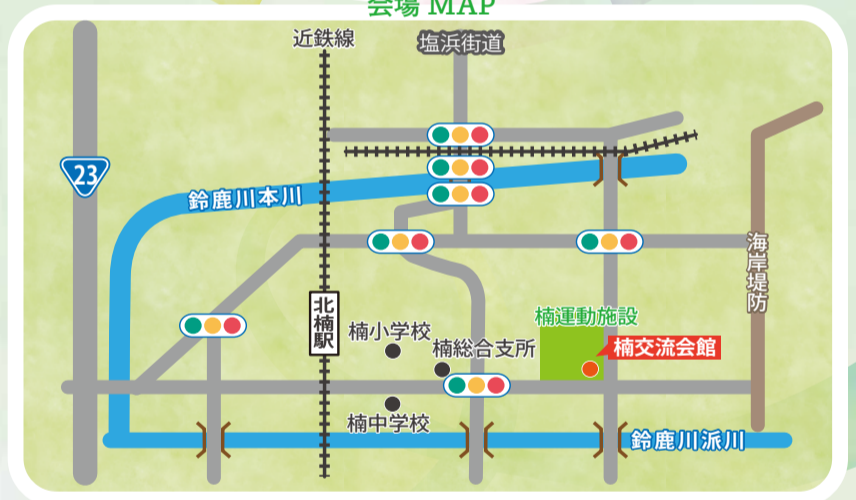 会場 MAP
近鉄線
塩浜街道
23
鈴鹿川本川
海岸堤防
北楠駅
楠運動施設
楠小学校
楠総合支所
楠交流会館
楠中学校
鈴鹿川派川